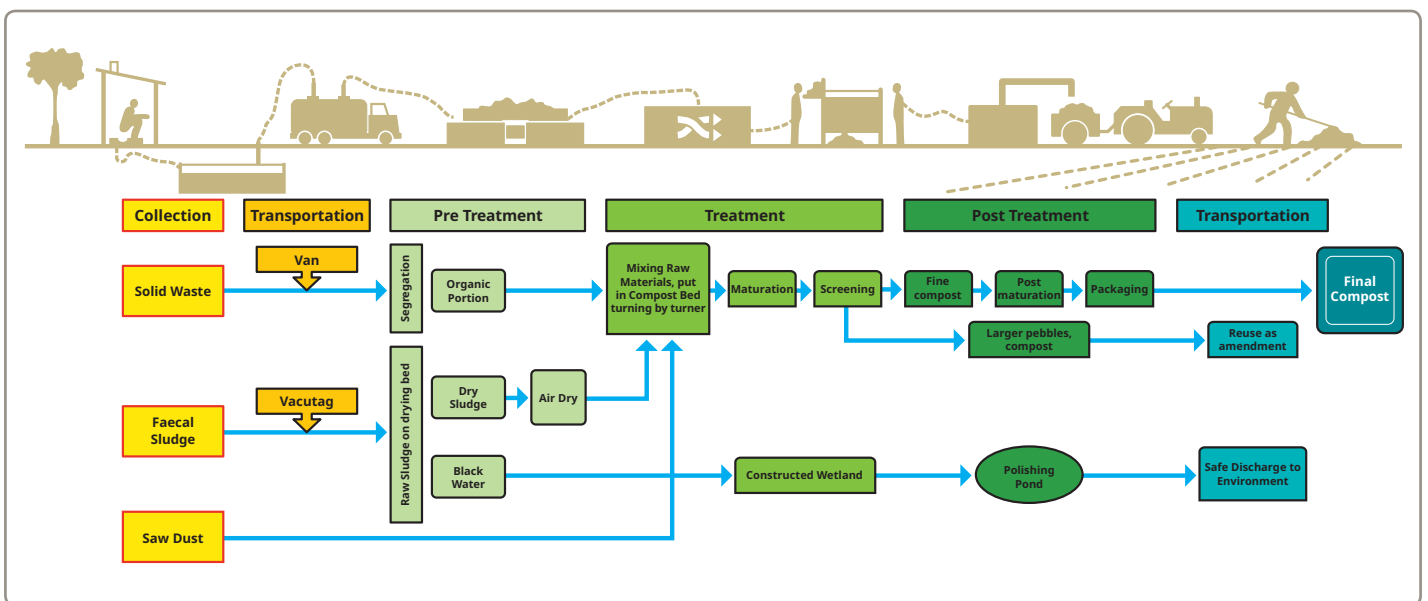 Collection
Transportation
Pre Treatment
Treatment
Post Treatment
Transportation
Solid Waste
Van
Segregation
Organic
Portion
Mixing Raw
Materials, put
in Compost Bed
turning by turner
Maturation
Screening
Fine
compost
Post
maturation
Packaging
Final
Compost
Larger pebbles,
compost
Reuse as
amendment
Faecal
Sludge
Vacutag
Raw Sludge on drying bed
Dry
Sludge
Air Dry
Black
Water
Constructed Wetland
Polishing
Pond
Safe Discharge to
Environment
Saw Dust